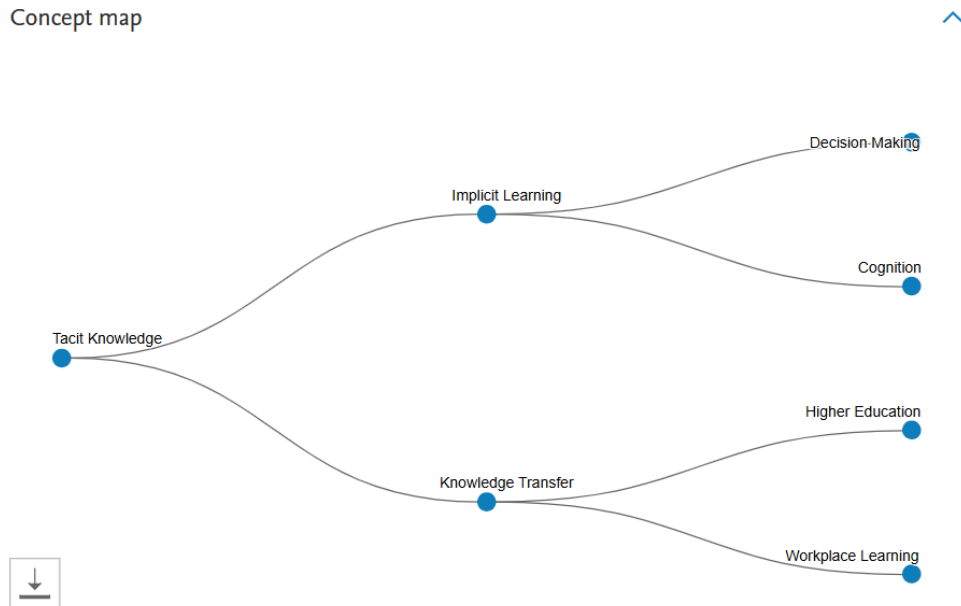 Concept map
Decision-Making
Implicit Learning
Cognition
Tacit Knowledge
Higher Education
Knowledge Transfer
Workplace Learning